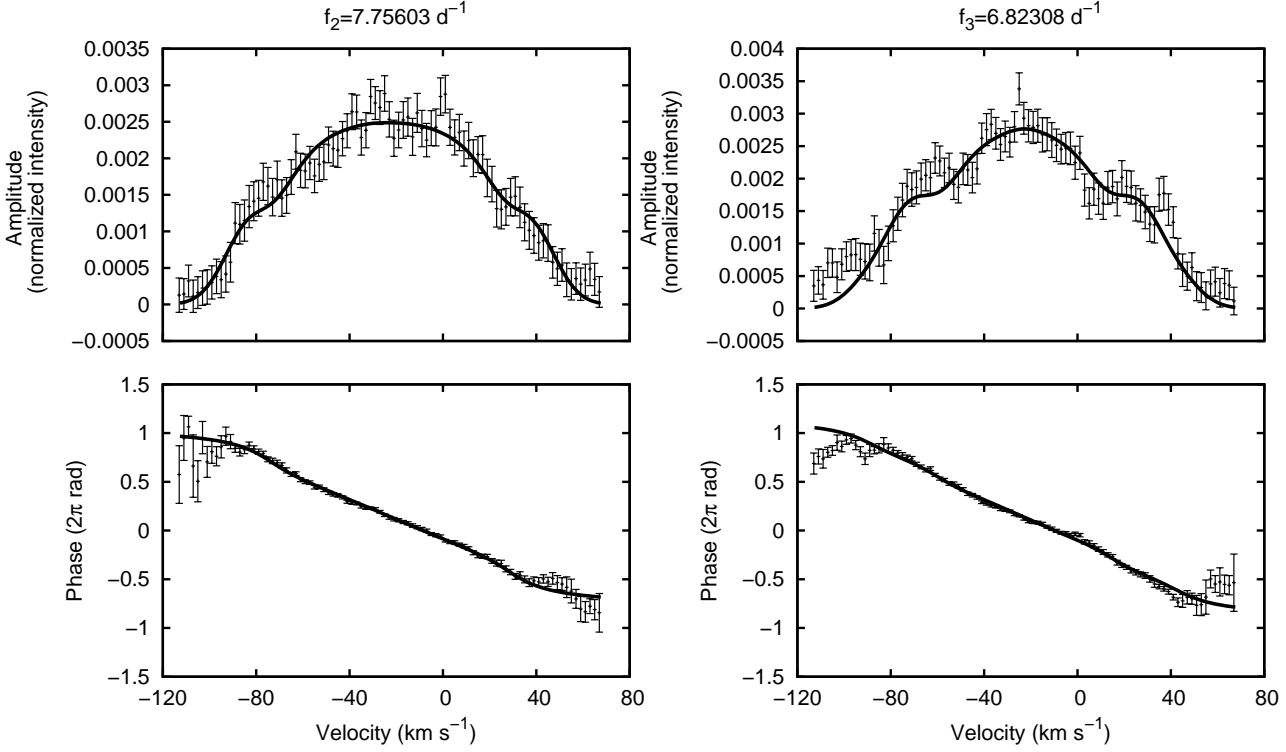 f₂=7.75603 d⁻¹
0.0035
0.003
0.0025
0.002
0.0015
0.001
0.0005
0
−0.0005
Amplitude
(normalized intensity)
f₃=6.82308 d⁻¹
0.004
0.0035
0.003
0.0025
0.002
0.0015
0.001
0.0005
0
−0.0005
Amplitude
(normalized intensity)
1.5
1
0.5
0
−0.5
−1
−1.5
Phase (2π rad)
−120 −80 −40 0 40 80
Velocity (km s⁻¹)
1.5
1
0.5
0
−0.5
−1
−1.5
Phase (2π rad)
−120 −80 −40 0 40 80
Velocity (km s⁻¹)